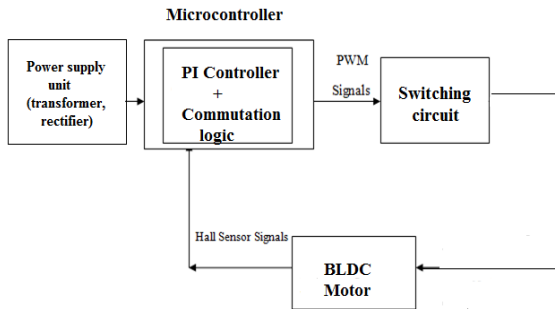 Microcontroller
Power supply
unit
(transformer,
rectifier)
PI Controller
+
Commutation
logic
PWM
Signals
Switching
circuit
Hall Sensor Signals
BLDC
Motor